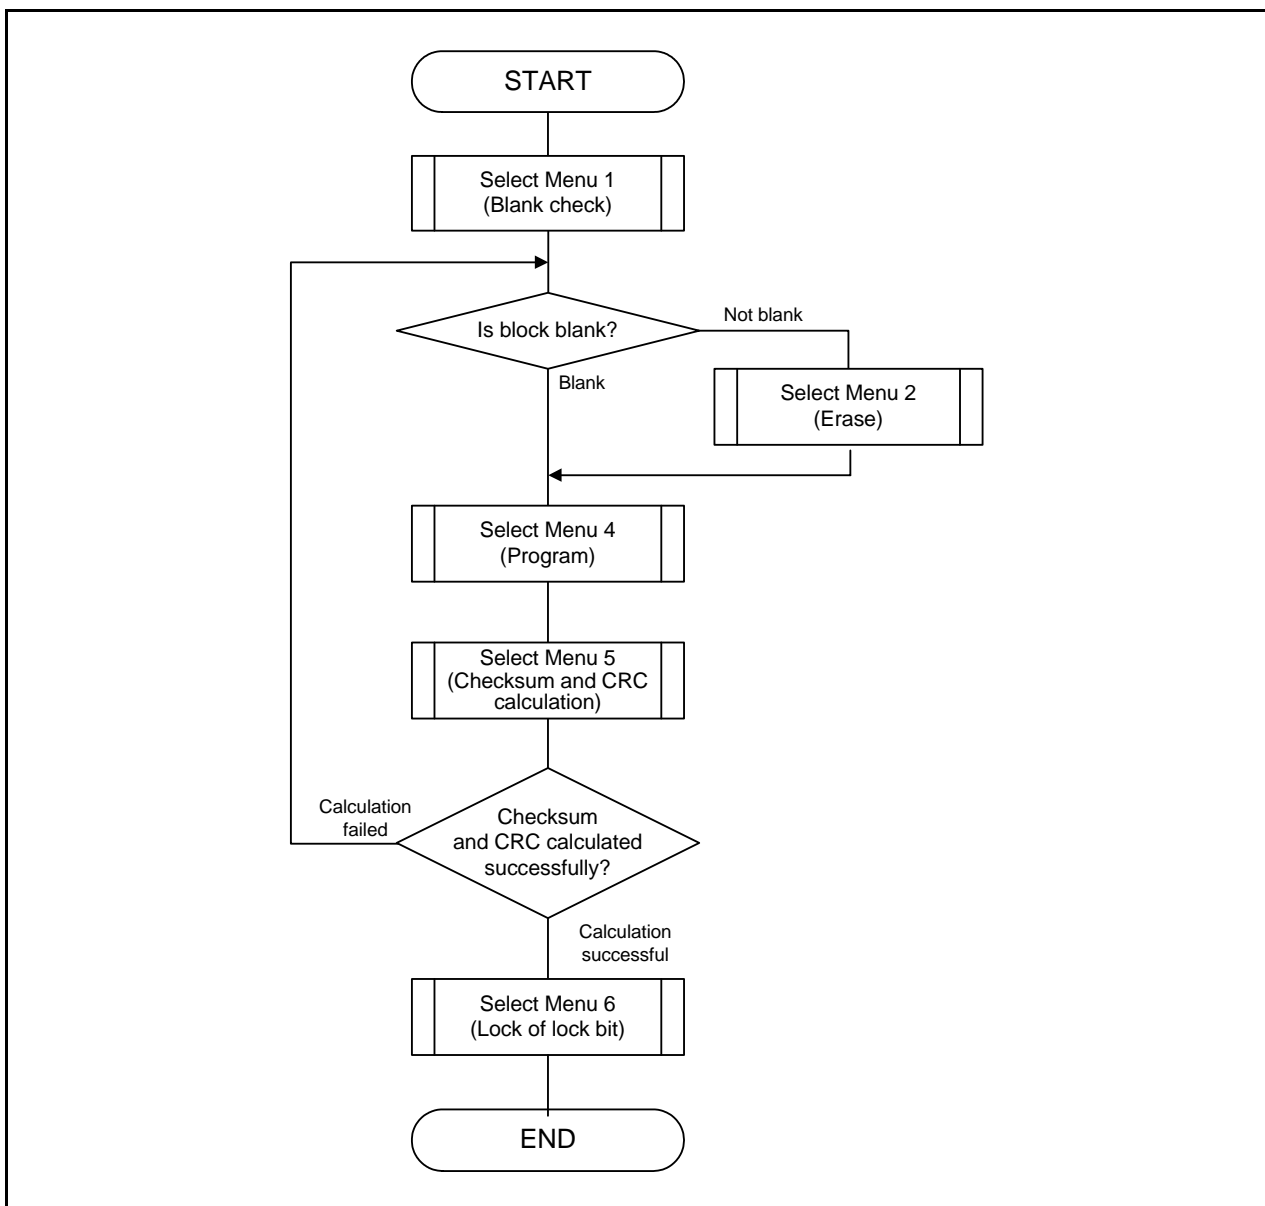 START
Select Menu 1
(Blank check)
Is block blank?
Not blank
Blank
Select Menu 2
(Erase)
Select Menu 4
(Program)
Select Menu 5
(Checksum and CRC
calculation)
Calculation
failed
Checksum
and CRC calculated
successfully?
Calculation
successful
Select Menu 6
(Lock of lock bit)
END